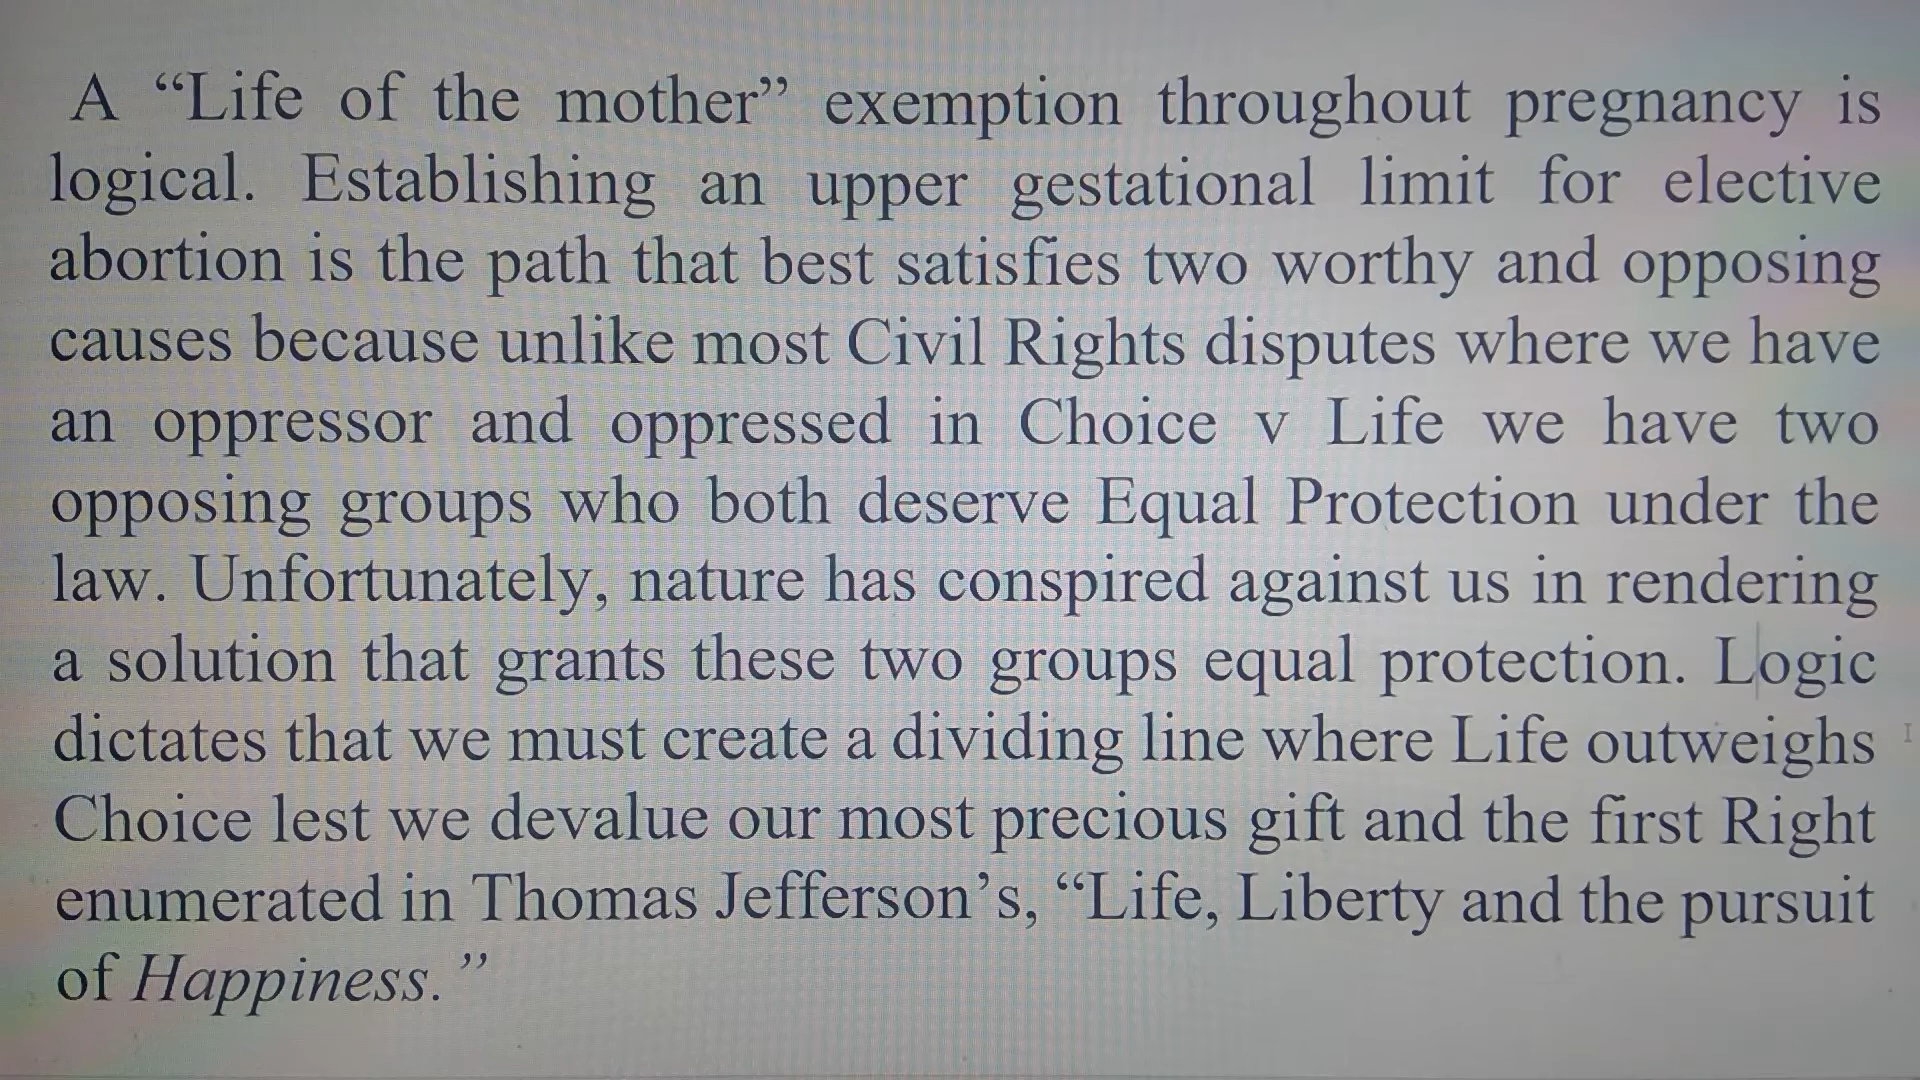 A “Life of the mother” exemption throughout pregnancy is
logical. Establishing an upper gestational limit for elective
abortion is the path that best satisfies two worthy and opposing
causes because unlike most Civil Rights disputes where we have
an oppressor and oppressed in Choice v Life we have two
opposing groups who both deserve Equal Protection under the
law. Unfortunately, nature has conspired against us in rendering
a solution that grants these two groups equal protection. Logic
dictates that we must create a dividing line where Life outweighs
Choice lest we devalue our most precious gift and the first Right
enumerated in Thomas Jefferson’s, “Life, Liberty and the pursuit
of Happiness.”